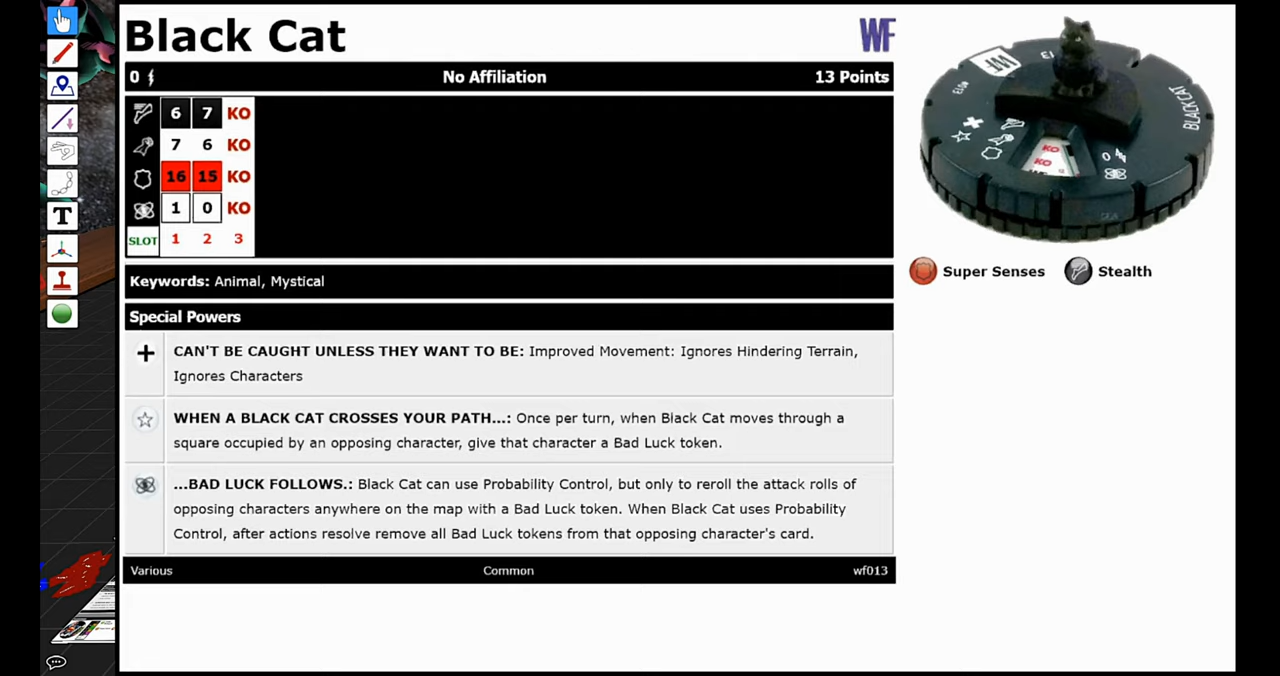 Black Cat
WF
0 No Affiliation 13 Points
6 7 KO
7 6 KO
16 15 KO
1 0 KO
SLOT 1 2 3
Keywords: Animal, Mystical
Special Powers
CAN'T BE CAUGHT UNLESS THEY WANT TO BE: Improved Movement: Ignores Hindering Terrain,
Ignores Characters
WHEN A BLACK CAT CROSSES YOUR PATH...: Once per turn, when Black Cat moves through a
square occupied by an opposing character, give that character a Bad Luck token.
...BAD LUCK FOLLOWS.: Black Cat can use Probability Control, but only to reroll the attack rolls of
opposing characters anywhere on the map with a Bad Luck token. When Black Cat uses Probability
Control, after actions resolve remove all Bad Luck tokens from that opposing character's card.
Various Common wf013
WF
13
013
BLACK CAT
KO
KO
0
Super Senses Stealth
T